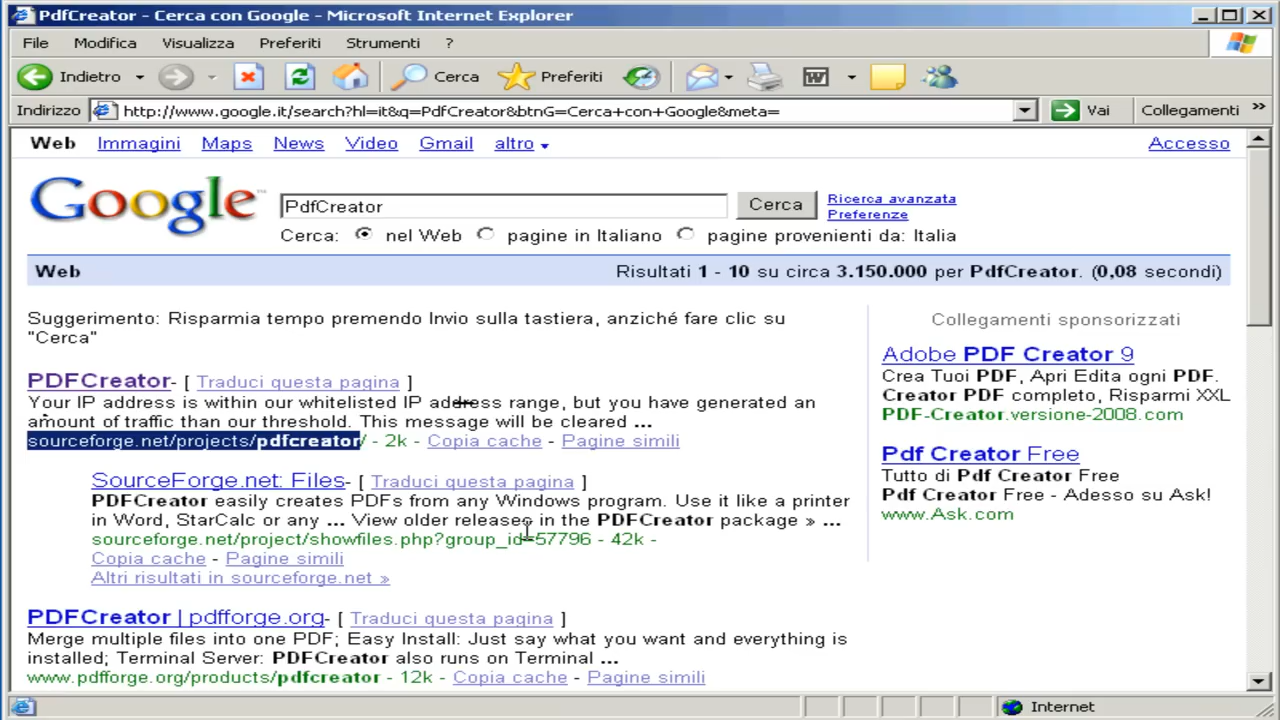 PdfCreator - Cerca con Google - Microsoft Internet Explorer
File Modifica Visualizza Preferiti Strumenti ?
Indietro Cerca Preferiti
Indirizzo http://www.google.it/search?hl=it&q=PdfCreator&btnG=Cerca+con+Google&meta= Vai Collegamenti »
Web Immagini Maps News Video Gmail altro Accesso
Google™ PdfCreator Cerca Ricerca avanzata
Preferenze
Cerca: nel Web pagine in Italiano pagine provenienti da: Italia
Web Risultati 1 - 10 su circa 3.150.000 per PdfCreator. (0,08 secondi)
Suggerimento: Risparmia tempo premendo Invio sulla tastiera, anziché fare clic su
"Cerca"
PDFCreator - [ Traduci questa pagina ]
Your IP address is within our whitelisted IP address range, but you have generated an
amount of traffic than our threshold. This message will be cleared ...
sourceforge.net/projects/pdfcreator/ - 2k - Copia cache - Pagine simili
SourceForge.net: Files - [ Traduci questa pagina ]
PDFCreator easily creates PDFs from any Windows program. Use it like a printer
in Word, StarCalc or any ... View older releases in the PDFCreator package » ...
sourceforge.net/project/showfiles.php?group_id=57796 - 42k -
Copia cache - Pagine simili
Altri risultati in sourceforge.net »
PDFCreator | pdfforge.org - [ Traduci questa pagina ]
Merge multiple files into one PDF; Easy Install: Just say what you want and everything is
installed; Terminal Server: PDFCreator also runs on Terminal ...
www.pdfforge.org/products/pdfcreator - 12k - Copia cache - Pagine simili
Collegamenti sponsorizzati
Adobe PDF Creator 9
Crea Tuoi PDF, Apri Edita ogni PDF.
Creator PDF completo, Risparmi XXL
PDF-Creator.versione-2008.com
Pdf Creator Free
Tutto di Pdf Creator Free
Pdf Creator Free - Adesso su Ask!
www.Ask.com
Internet